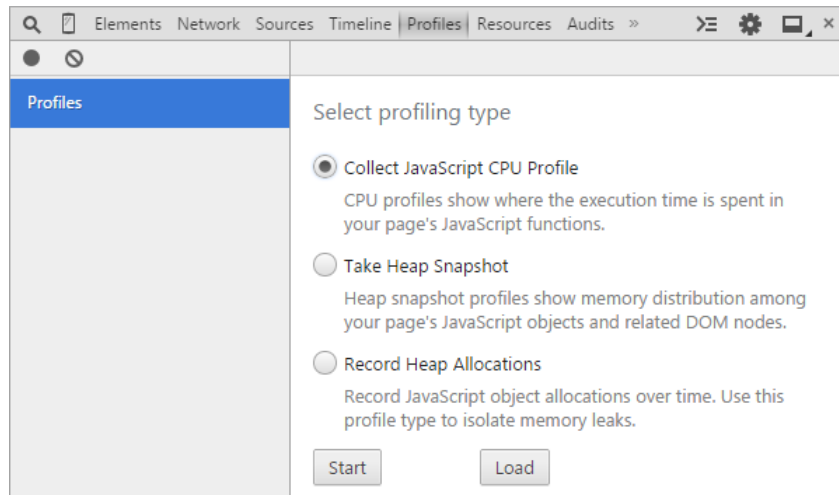 Elements Network Sources Timeline Profiles Resources Audits »
Profiles
Select profiling type
Collect JavaScript CPU Profile
CPU profiles show where the execution time is spent in
your page's JavaScript functions.
Take Heap Snapshot
Heap snapshot profiles show memory distribution among
your page's JavaScript objects and related DOM nodes.
Record Heap Allocations
Record JavaScript object allocations over time. Use this
profile type to isolate memory leaks.
Start Load